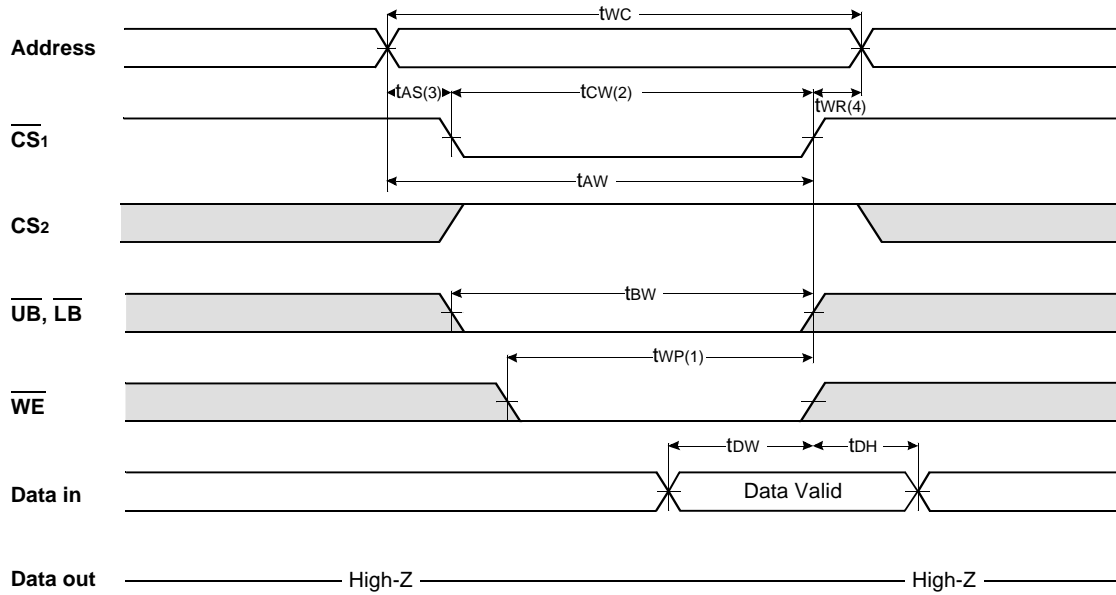 tWC
Address
tAS(3) tCW(2) tWR(4)
CS1
tAW
CS2
tBW
UB, LB
tWP(1)
WE
tDW tDH
Data in Data Valid
Data out High-Z High-Z